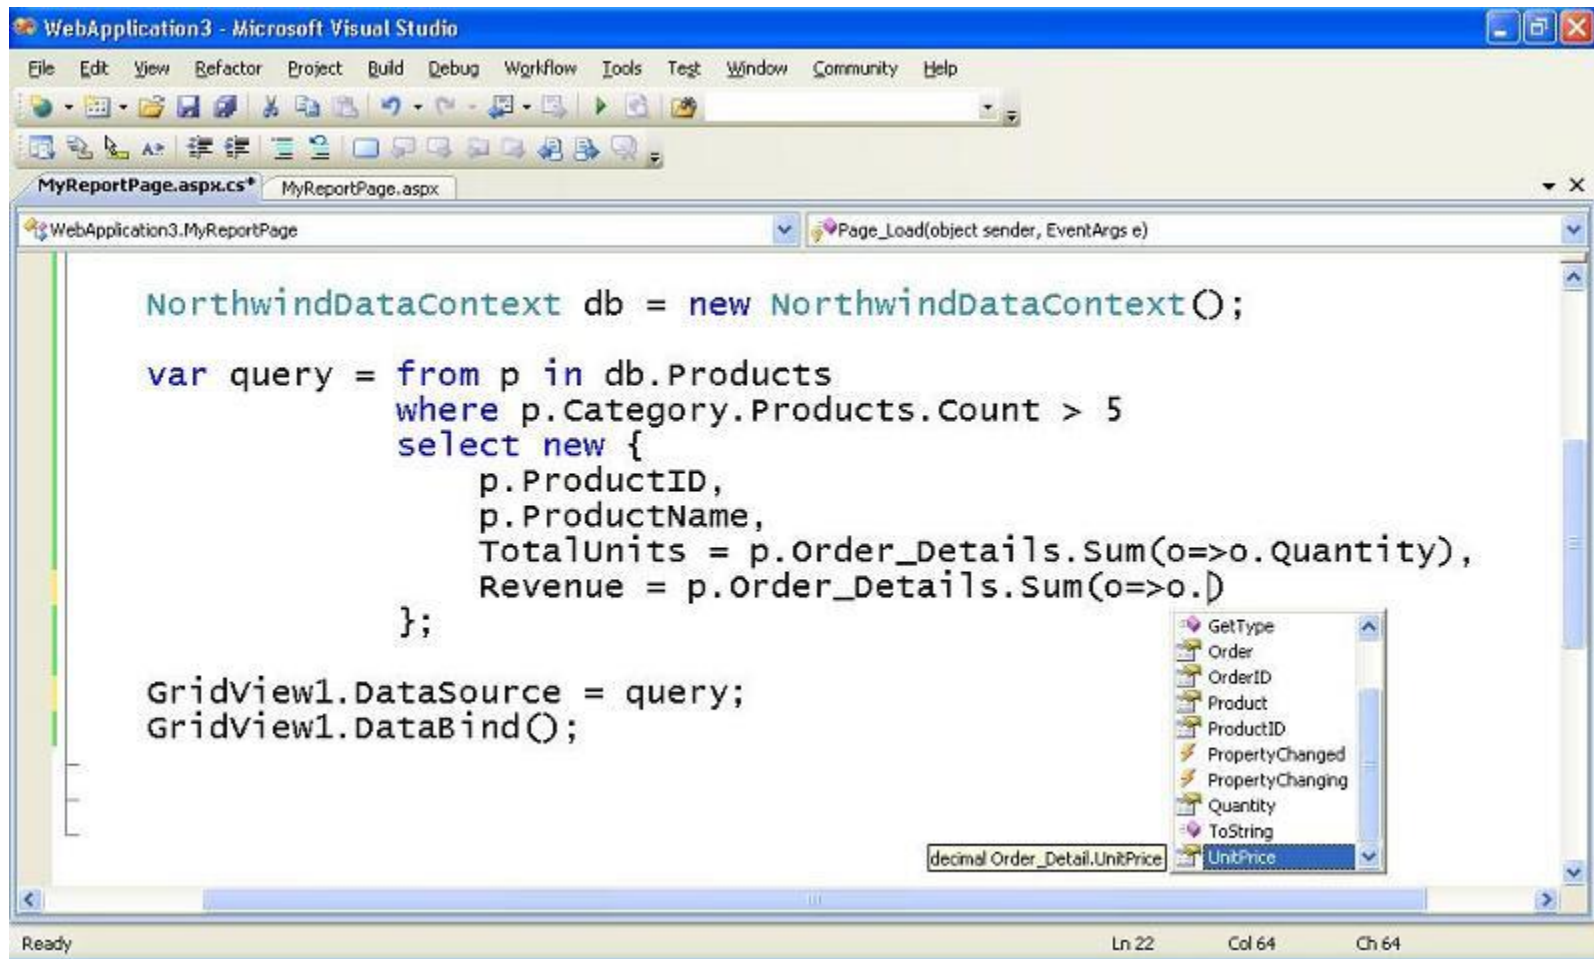 WebApplication3 - Microsoft Visual Studio
File Edit View Refactor Project Build Debug Workflow Tools Test Window Community Help
MyReportPage.aspx.cs* MyReportPage.aspx
WebApplication3.MyReportPage Page_Load(object sender, EventArgs e)
NorthwindDataContext db = new NorthwindDataContext();
var query = from p in db.Products
where p.Category.Products.Count > 5
select new {
p.ProductID,
p.ProductName,
TotalUnits = p.Order_Details.Sum(o=>o.Quantity),
Revenue = p.Order_Details.Sum(o=>o.)
};
GridView1.DataSource = query;
GridView1.DataBind();
GetType
Order
OrderID
Product
ProductID
PropertyChanged
PropertyChanging
Quantity
ToString
decimal Order_Detail.UnitPrice UnitPrice
Ready Ln 22 Col 64 Ch 64